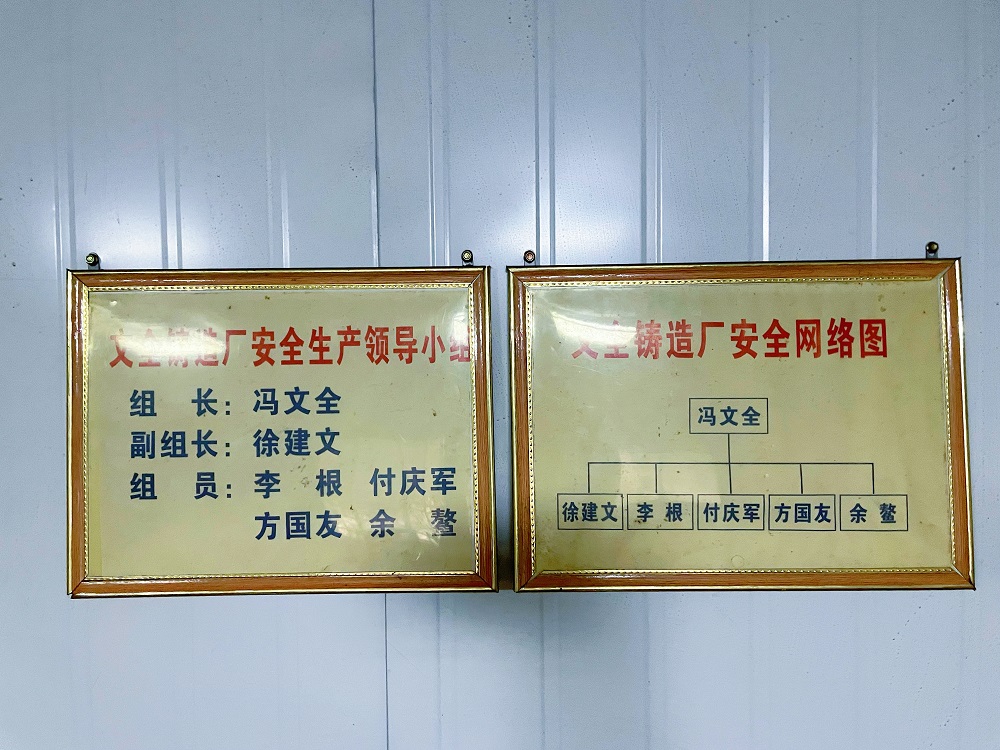 文全铸造厂安全生产领导小组
组　长：冯文全
副组长：徐建文
组　员：李　根　付庆军
方国友　余　鳌
文全铸造厂安全网络图
冯文全
徐建文 李 根 付庆军 方国友 余 鳌